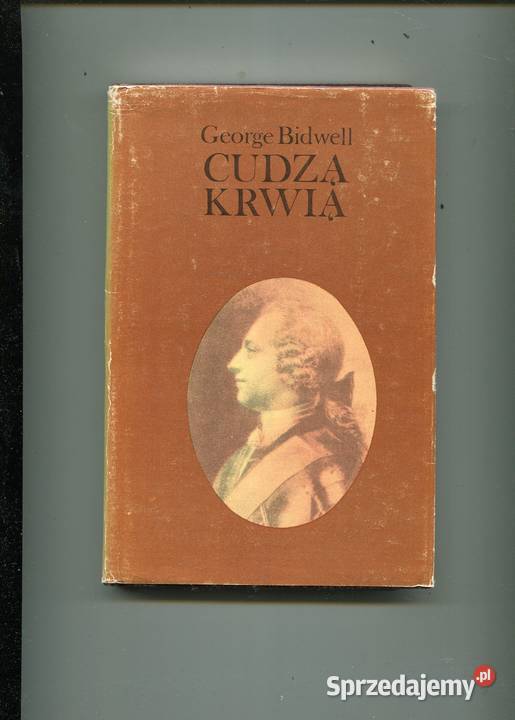 George Bidwell
CUDZĄ
KRWIĄ
Sprzedajemy.pl